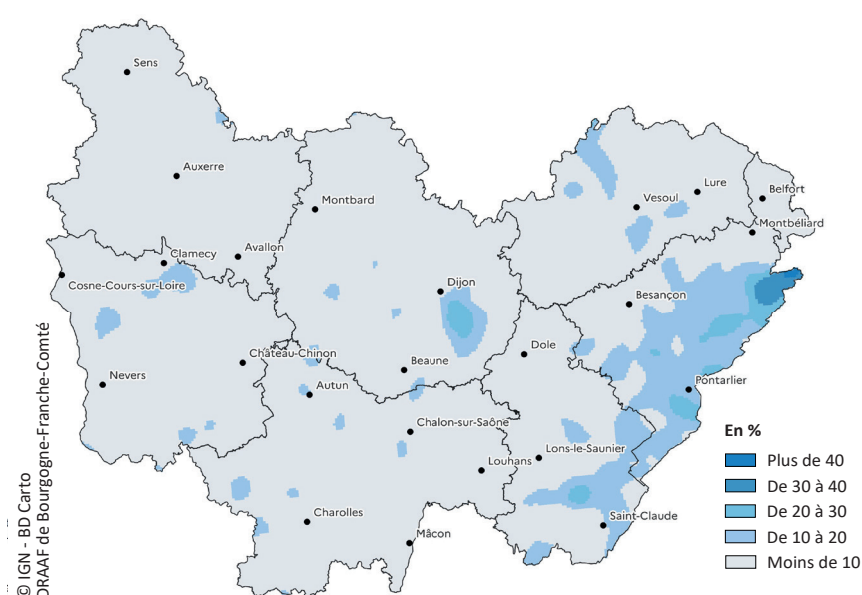 Sens
Auxerre
Montbard
Vesoul
Lure
Belfort
Montbéliard
Clamecy
Avallon
Cosne-Cours-sur-Loire
Dijon
Besançon
Château-Chinon
Beaune
Dole
Nevers
Autun
Pontarlier
Chalon-sur-Saône
Lons-le-Saunier
Louhans
Charolles
Saint-Claude
Mâcon
En %
Plus de 40
De 30 à 40
De 20 à 30
De 10 à 20
Moins de 10
© IGN - BD Carto
DRAAF de Bourgogne-Franche-Comté